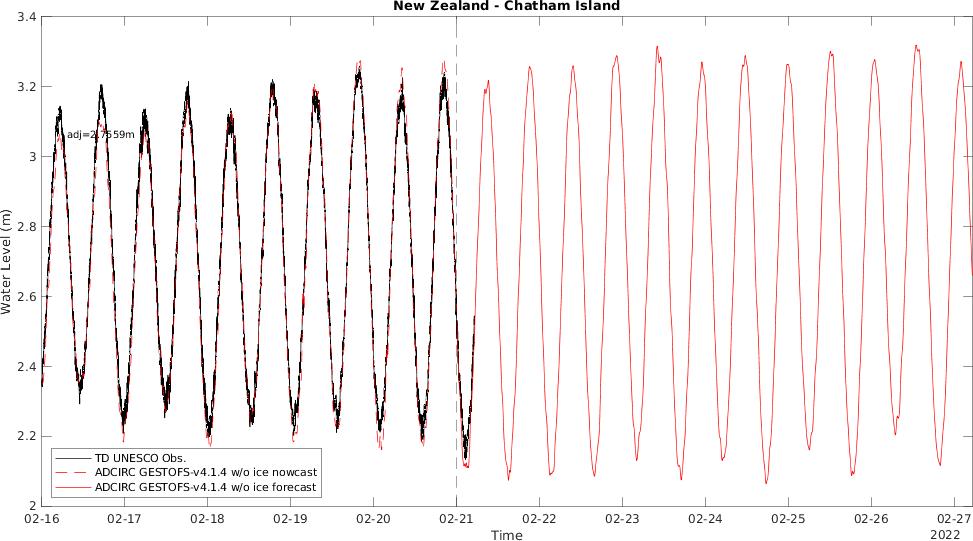 New Zealand - Chatham Island
3.4
3.2
3
2.8
2.6
2.4
2.2
2
Water Level (m)
adj=2.7659m
TD UNESCO Obs.
ADCIRC GESTOFS-v4.1.4 w/o ice nowcast
ADCIRC GESTOFS-v4.1.4 w/o ice forecast
02-16 02-17 02-18 02-19 02-20 02-21 02-22 02-23 02-24 02-25 02-26 02-27
Time
2022